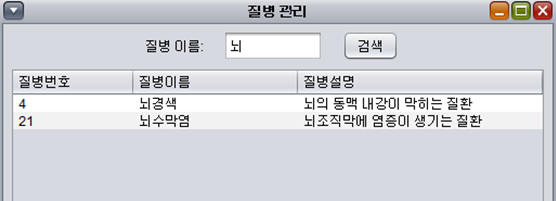 질병 관리
질병 이름: 뇌 검색
질병번호 질병이름 질병설명
4 뇌경색 뇌의 동맥 내강이 막히는 질환
21 뇌수막염 뇌조직막에 염증이 생기는 질환